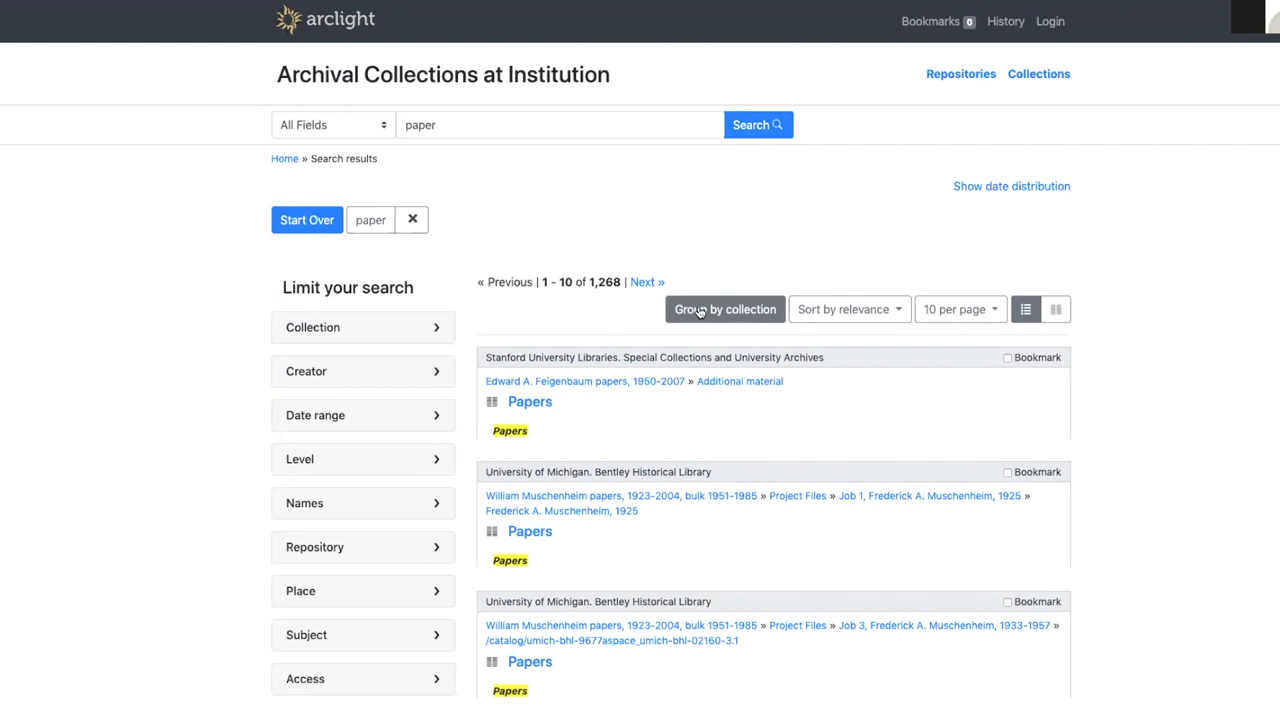 arclight
Bookmarks 0 History Login
Archival Collections at Institution
Repositories Collections
All Fields paper Search
Home » Search results
Show date distribution
Start Over paper ×
Limit your search
Collection
Creator
Date range
Level
Names
Repository
Place
Subject
Access
« Previous | 1 - 10 of 1,268 | Next »
Group by collection Sort by relevance 10 per page
Stanford University Libraries. Special Collections and University Archives Bookmark
Edward A. Feigenbaum papers, 1950-2007 » Additional material
Papers
Papers
University of Michigan. Bentley Historical Library Bookmark
William Muschenheim papers, 1923-2004, bulk 1951-1985 » Project Files » Job 1, Frederick A. Muschenheim, 1925 »
Frederick A. Muschenheim, 1925
Papers
Papers
University of Michigan. Bentley Historical Library Bookmark
William Muschenheim papers, 1923-2004, bulk 1951-1985 » Project Files » Job 3, Frederick A. Muschenheim, 1933-1957 »
/catalog/umich-bhl-9677aspace_umich-bhl-02160-3.1
Papers
Papers